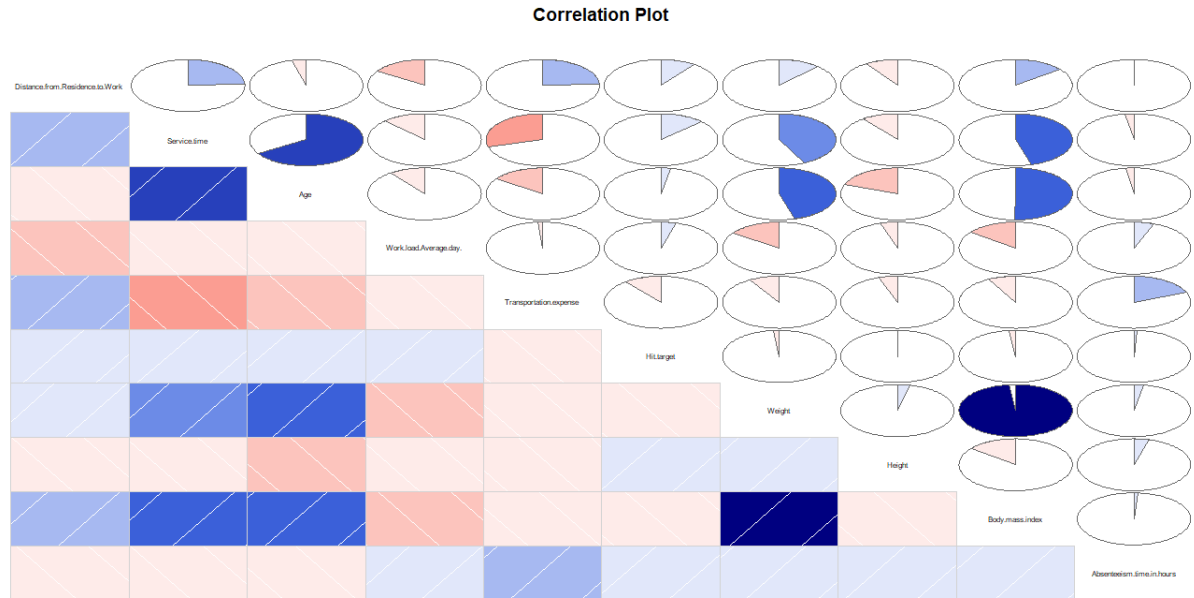 Correlation Plot
Distance.from.Residence.to.Work
Service.time
Age
Work.load.Average.day.
Transportation.expense
Hit.target
Weight
Height
Body.mass.index
Absenteeism.time.in.hours